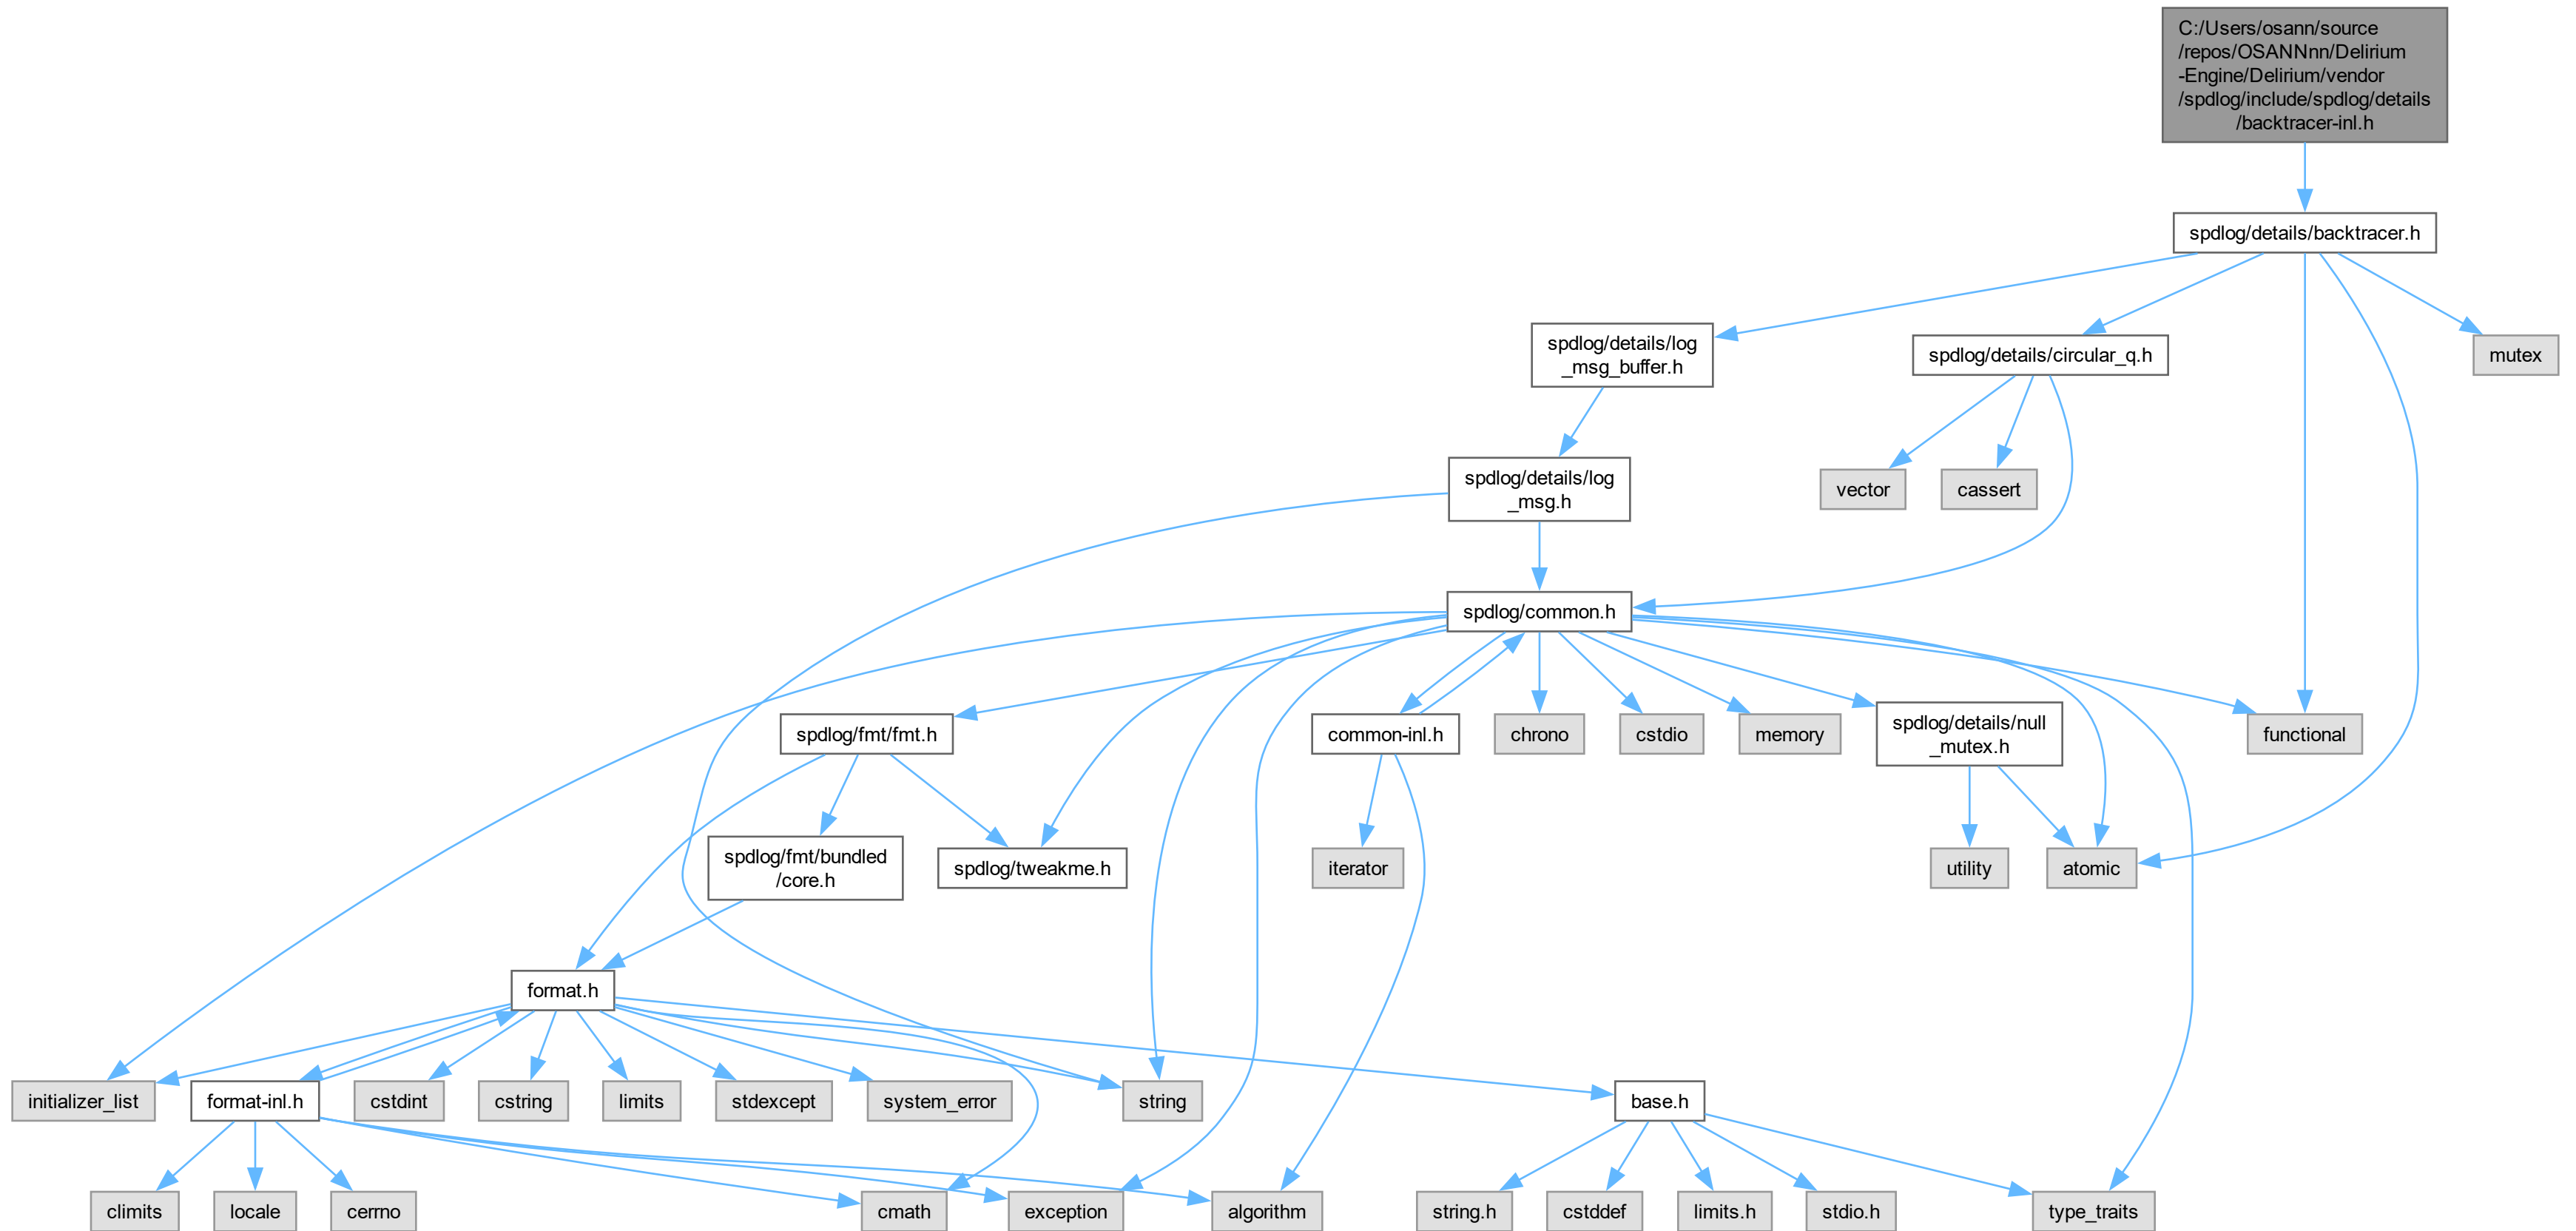 C:/Users/osann/source
/repos/OSANNnn/Delirium
-Engine/Delirium/vendor
/spdlog/include/spdlog/details
/backtracer-inl.h
spdlog/details/backtracer.h
spdlog/details/log
_msg_buffer.h
spdlog/details/circular_q.h
mutex
spdlog/details/log
_msg.h
vector
cassert
spdlog/common.h
spdlog/fmt/fmt.h
common-inl.h
chrono
cstdio
memory
spdlog/details/null
_mutex.h
functional
spdlog/fmt/bundled
/core.h
spdlog/tweakme.h
iterator
utility
atomic
format.h
initializer_list
format-inl.h
cstdint
cstring
limits
stdexcept
system_error
string
base.h
climits
locale
cerrno
cmath
exception
algorithm
string.h
cstddef
limits.h
stdio.h
type_traits